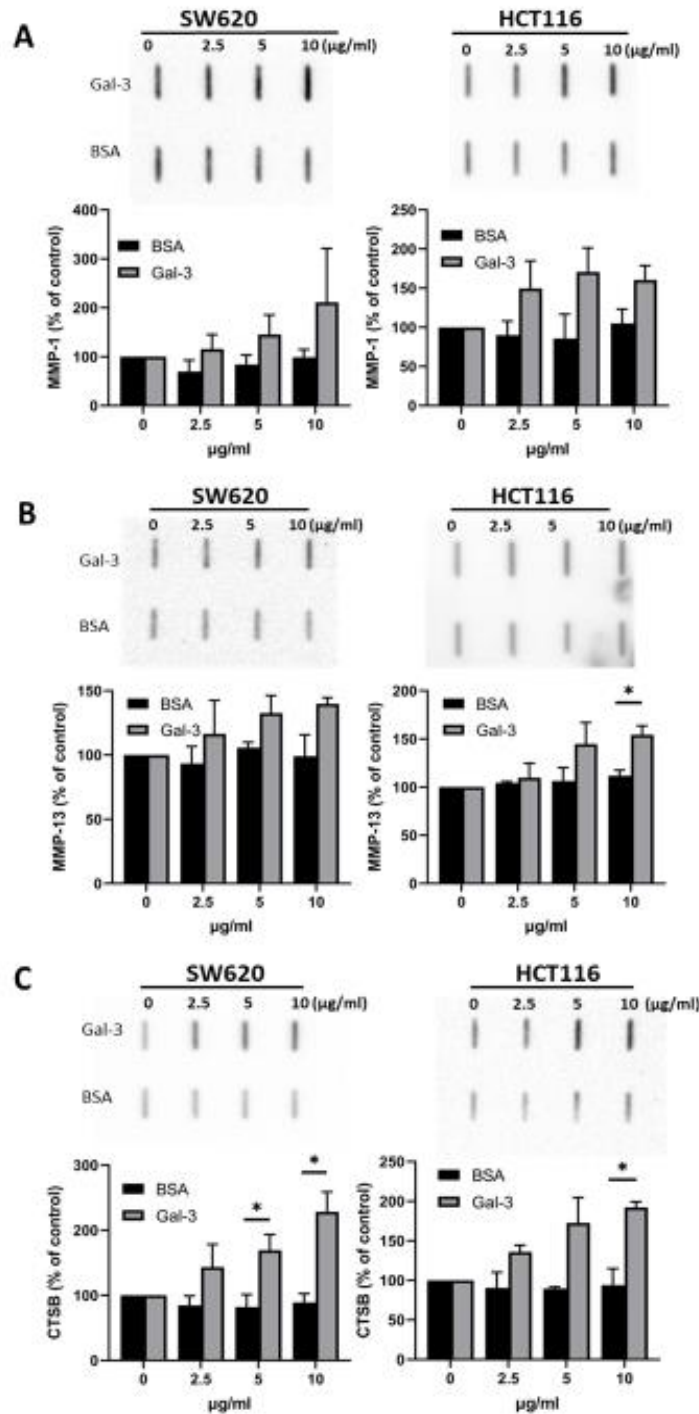 A
SW620 HCT116
0 2.5 5 10 (µg/ml) 0 2.5 5 10 (µg/ml)
Gal-3
BSA
400 250
BSA BSA
Gal-3 Gal-3
300 200
200 150
100 100
50
0 0
MMP-1 (% of control) MMP-1 (% of control)
0 2.5 5 10 0 2.5 5 10
µg/ml µg/ml
B
SW620 HCT116
0 2.5 5 10 (µg/ml) 0 2.5 5 10 (µg/ml)
Gal-3
BSA
150 200
BSA BSA
Gal-3 Gal-3
*
100 150
100
50 50
0 0
MMP-13 (% of control) MMP-13 (% of control)
0 2.5 5 10 0 2.5 5 10
µg/ml µg/ml
C
SW620 HCT116
0 2.5 5 10 (µg/ml) 0 2.5 5 10 (µg/ml)
Gal-3
BSA
300 250
BSA BSA
Gal-3 Gal-3
* * *
200 200
150
100 100
50
0 0
CTSB (% of control) CTSB (% of control)
0 2.5 5 10 0 2.5 5 10
µg/ml µg/ml